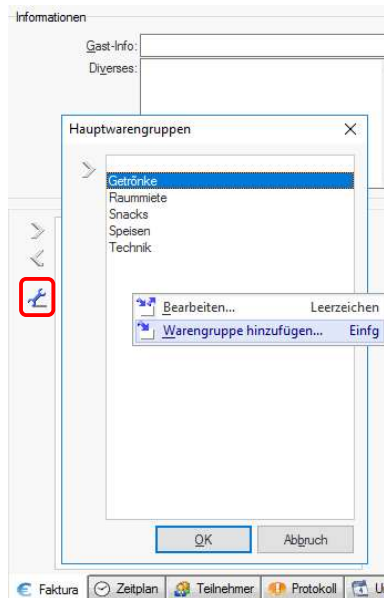 Informationen
Gast-Info:
Diverses:
Hauptwarengruppen
Getrönke
Raummiete
Snacks
Speisen
Technik
Bearbeiten... Leerzeichen
Warengruppe hinzufügen... Einfg
OK Abbruch
Faktura Zeitplan Teilnehmer Protokoll